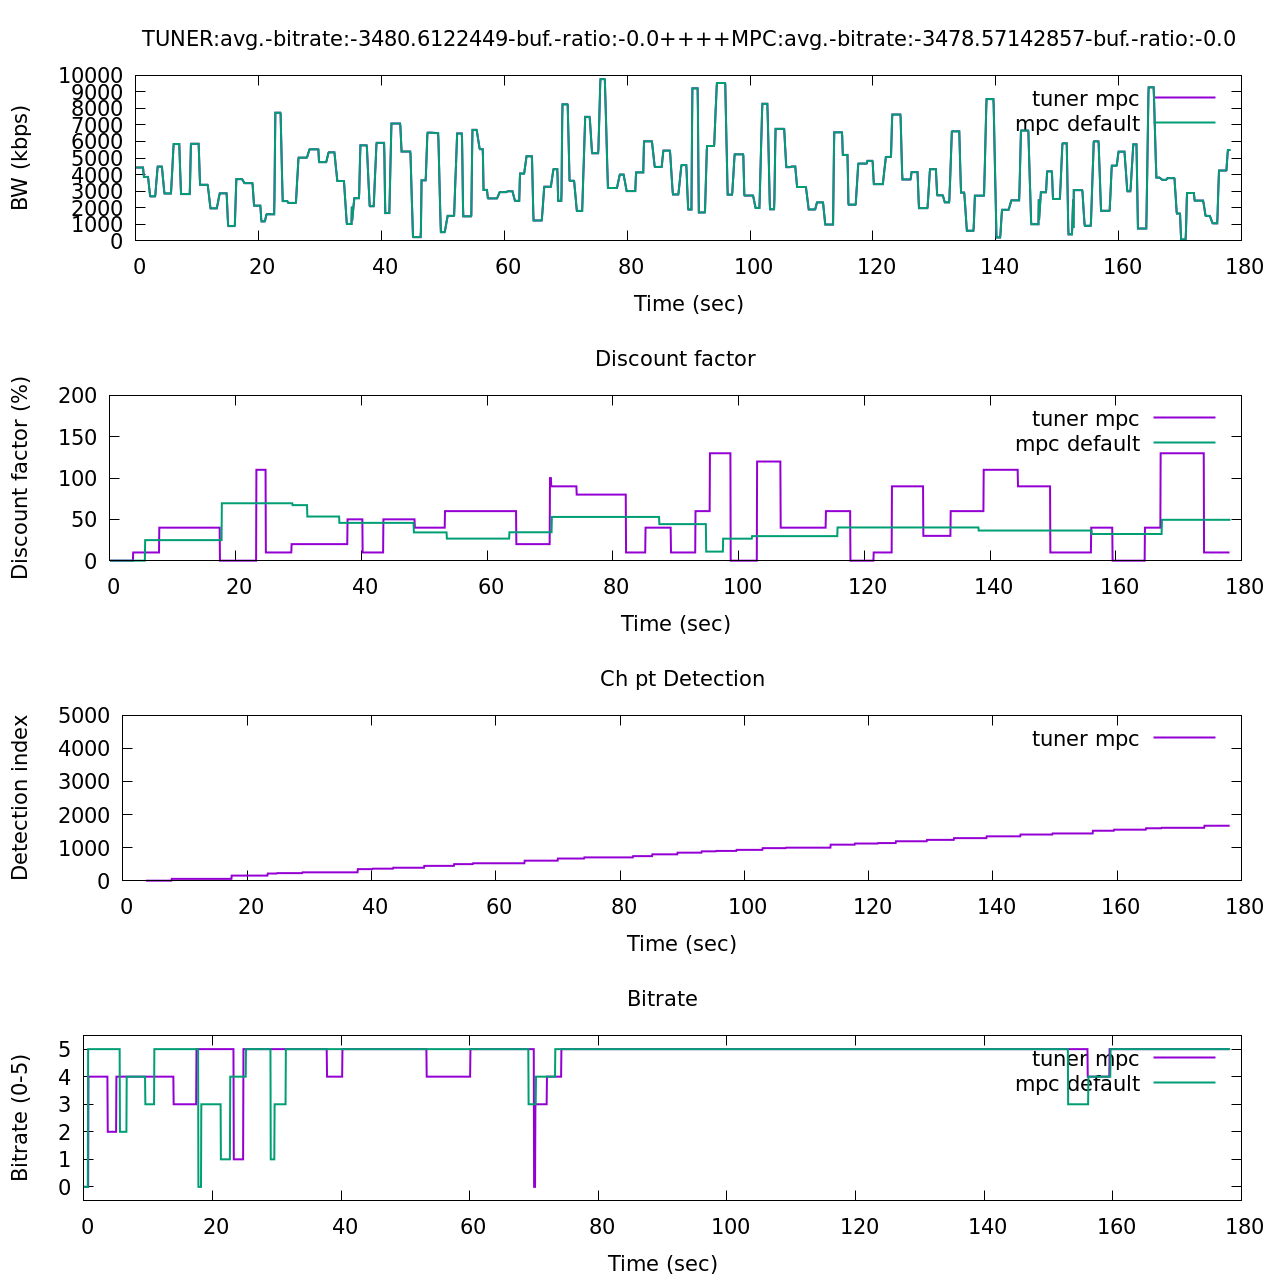 TUNER:avg.-bitrate:-3480.6122449-buf.-ratio:-0.0++++MPC:avg.-bitrate:-3478.57142857-buf.-ratio:-0.0
BW (kbps)
10000
9000
8000
7000
6000
5000
4000
3000
2000
1000
0
tuner mpc
mpc default
0 20 40 60 80 100 120 140 160 180
Time (sec)
Discount factor
Discount factor (%)
200
150
100
50
0
tuner mpc
mpc default
0 20 40 60 80 100 120 140 160 180
Time (sec)
Ch pt Detection
Detection index
5000
4000
3000
2000
1000
0
tuner mpc
0 20 40 60 80 100 120 140 160 180
Time (sec)
Bitrate
Bitrate (0-5)
5
4
3
2
1
0
tuner mpc
mpc default
0 20 40 60 80 100 120 140 160 180
Time (sec)